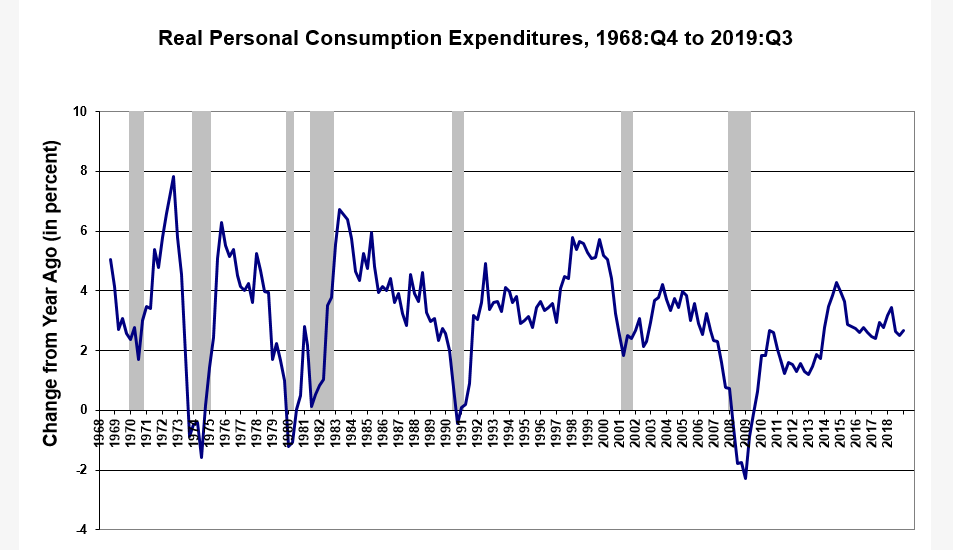 Real Personal Consumption Expenditures, 1968:Q4 to 2019:Q3
Change from Year Ago (in percent)
10
8
6
4
2
0
-2
-4
1968 1969 1970 1971 1972 1973 1974 1975 1976 1977 1978 1979 1980 1981 1982 1983 1984 1985 1986 1987 1988 1989 1990 1991 1992 1993 1994 1995 1996 1997 1998 1999 2000 2001 2002 2003 2004 2005 2006 2007 2008 2009 2010 2011 2012 2013 2014 2015 2016 2017 2018